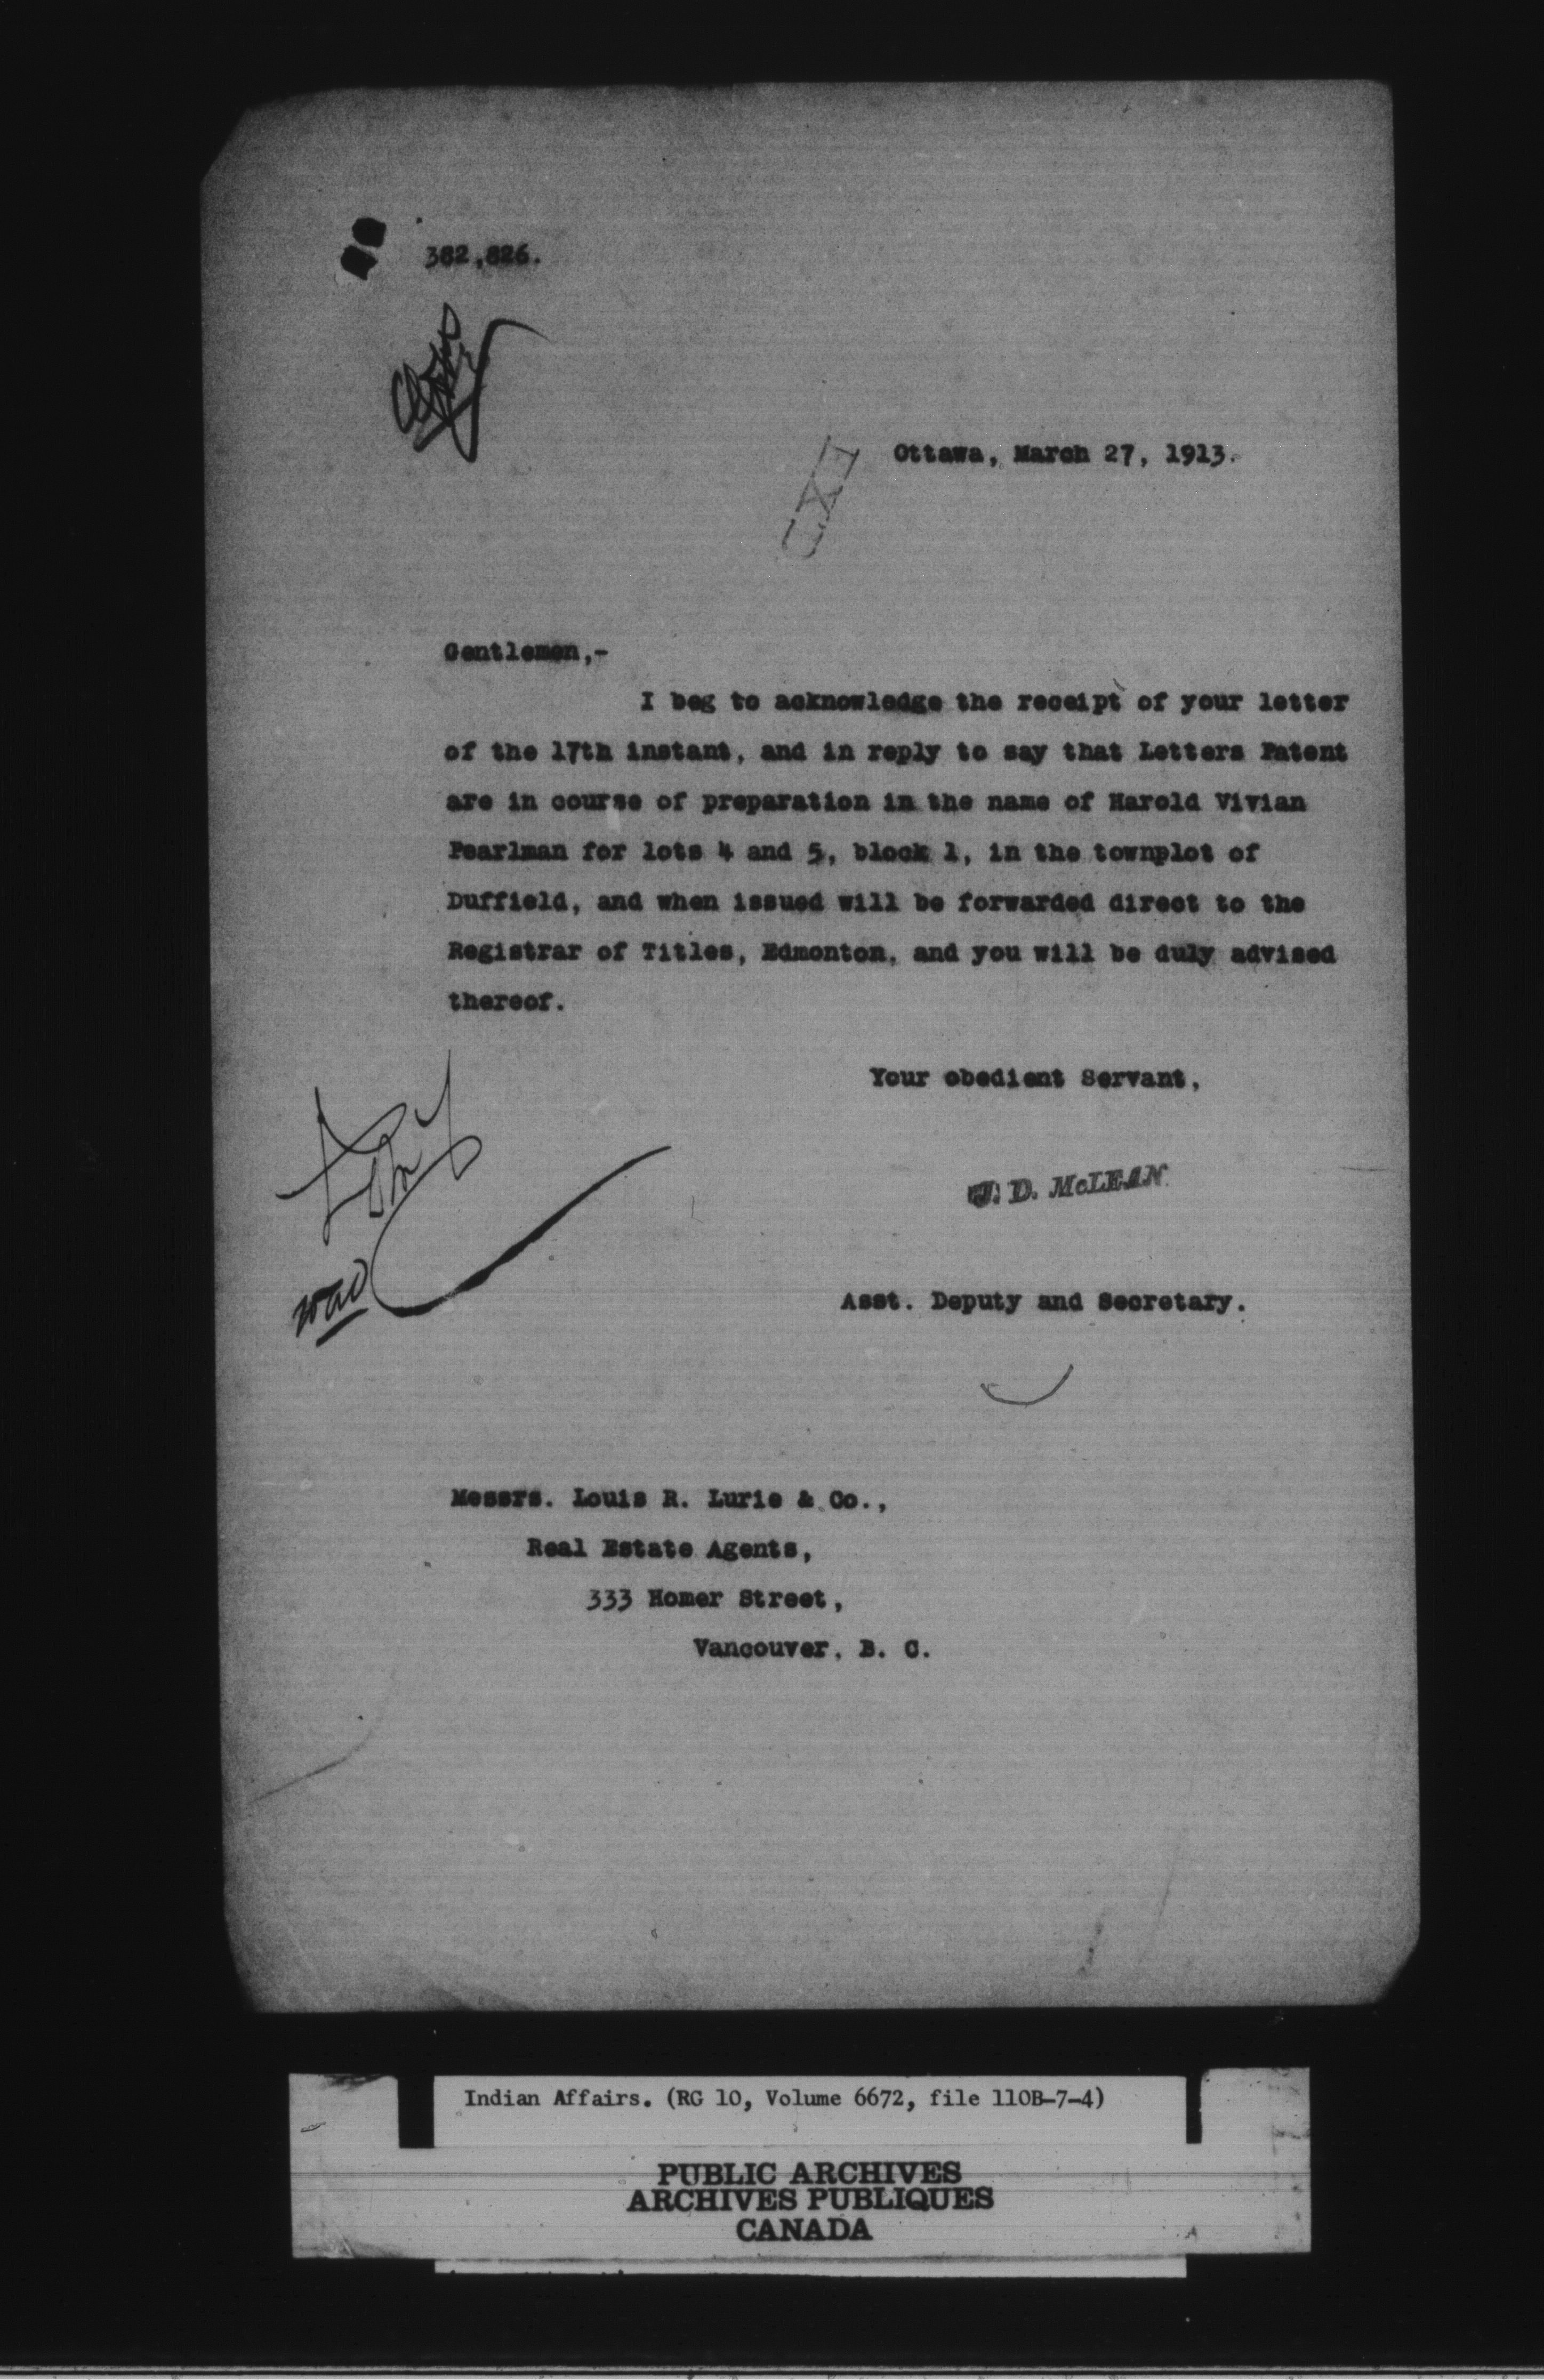 382,826.
Ottawa, March 27, 1913.
Gentlemen,-
I beg to acknowledge the receipt of your letter
of the 17th instant, and in reply to say that Letters Patent
are in course of preparation in the name of Harold Vivian
Pearlman for lots 4 and 5, block 1, in the townplot of
Duffield, and when issued will be forwarded direct to the
Registrar of Titles, Edmonton, and you will be duly advised
thereof.
Your obedient Servant,
J. D. McLEAN
Asst. Deputy and Secretary.
Messrs. Louis R. Lurie & Co.,
Real Estate Agents,
333 Homer Street,
Vancouver, B. C.
Indian Affairs. (RG 10, Volume 6672, file 110B-7-4)
PUBLIC ARCHIVES
ARCHIVES PUBLIQUES
CANADA